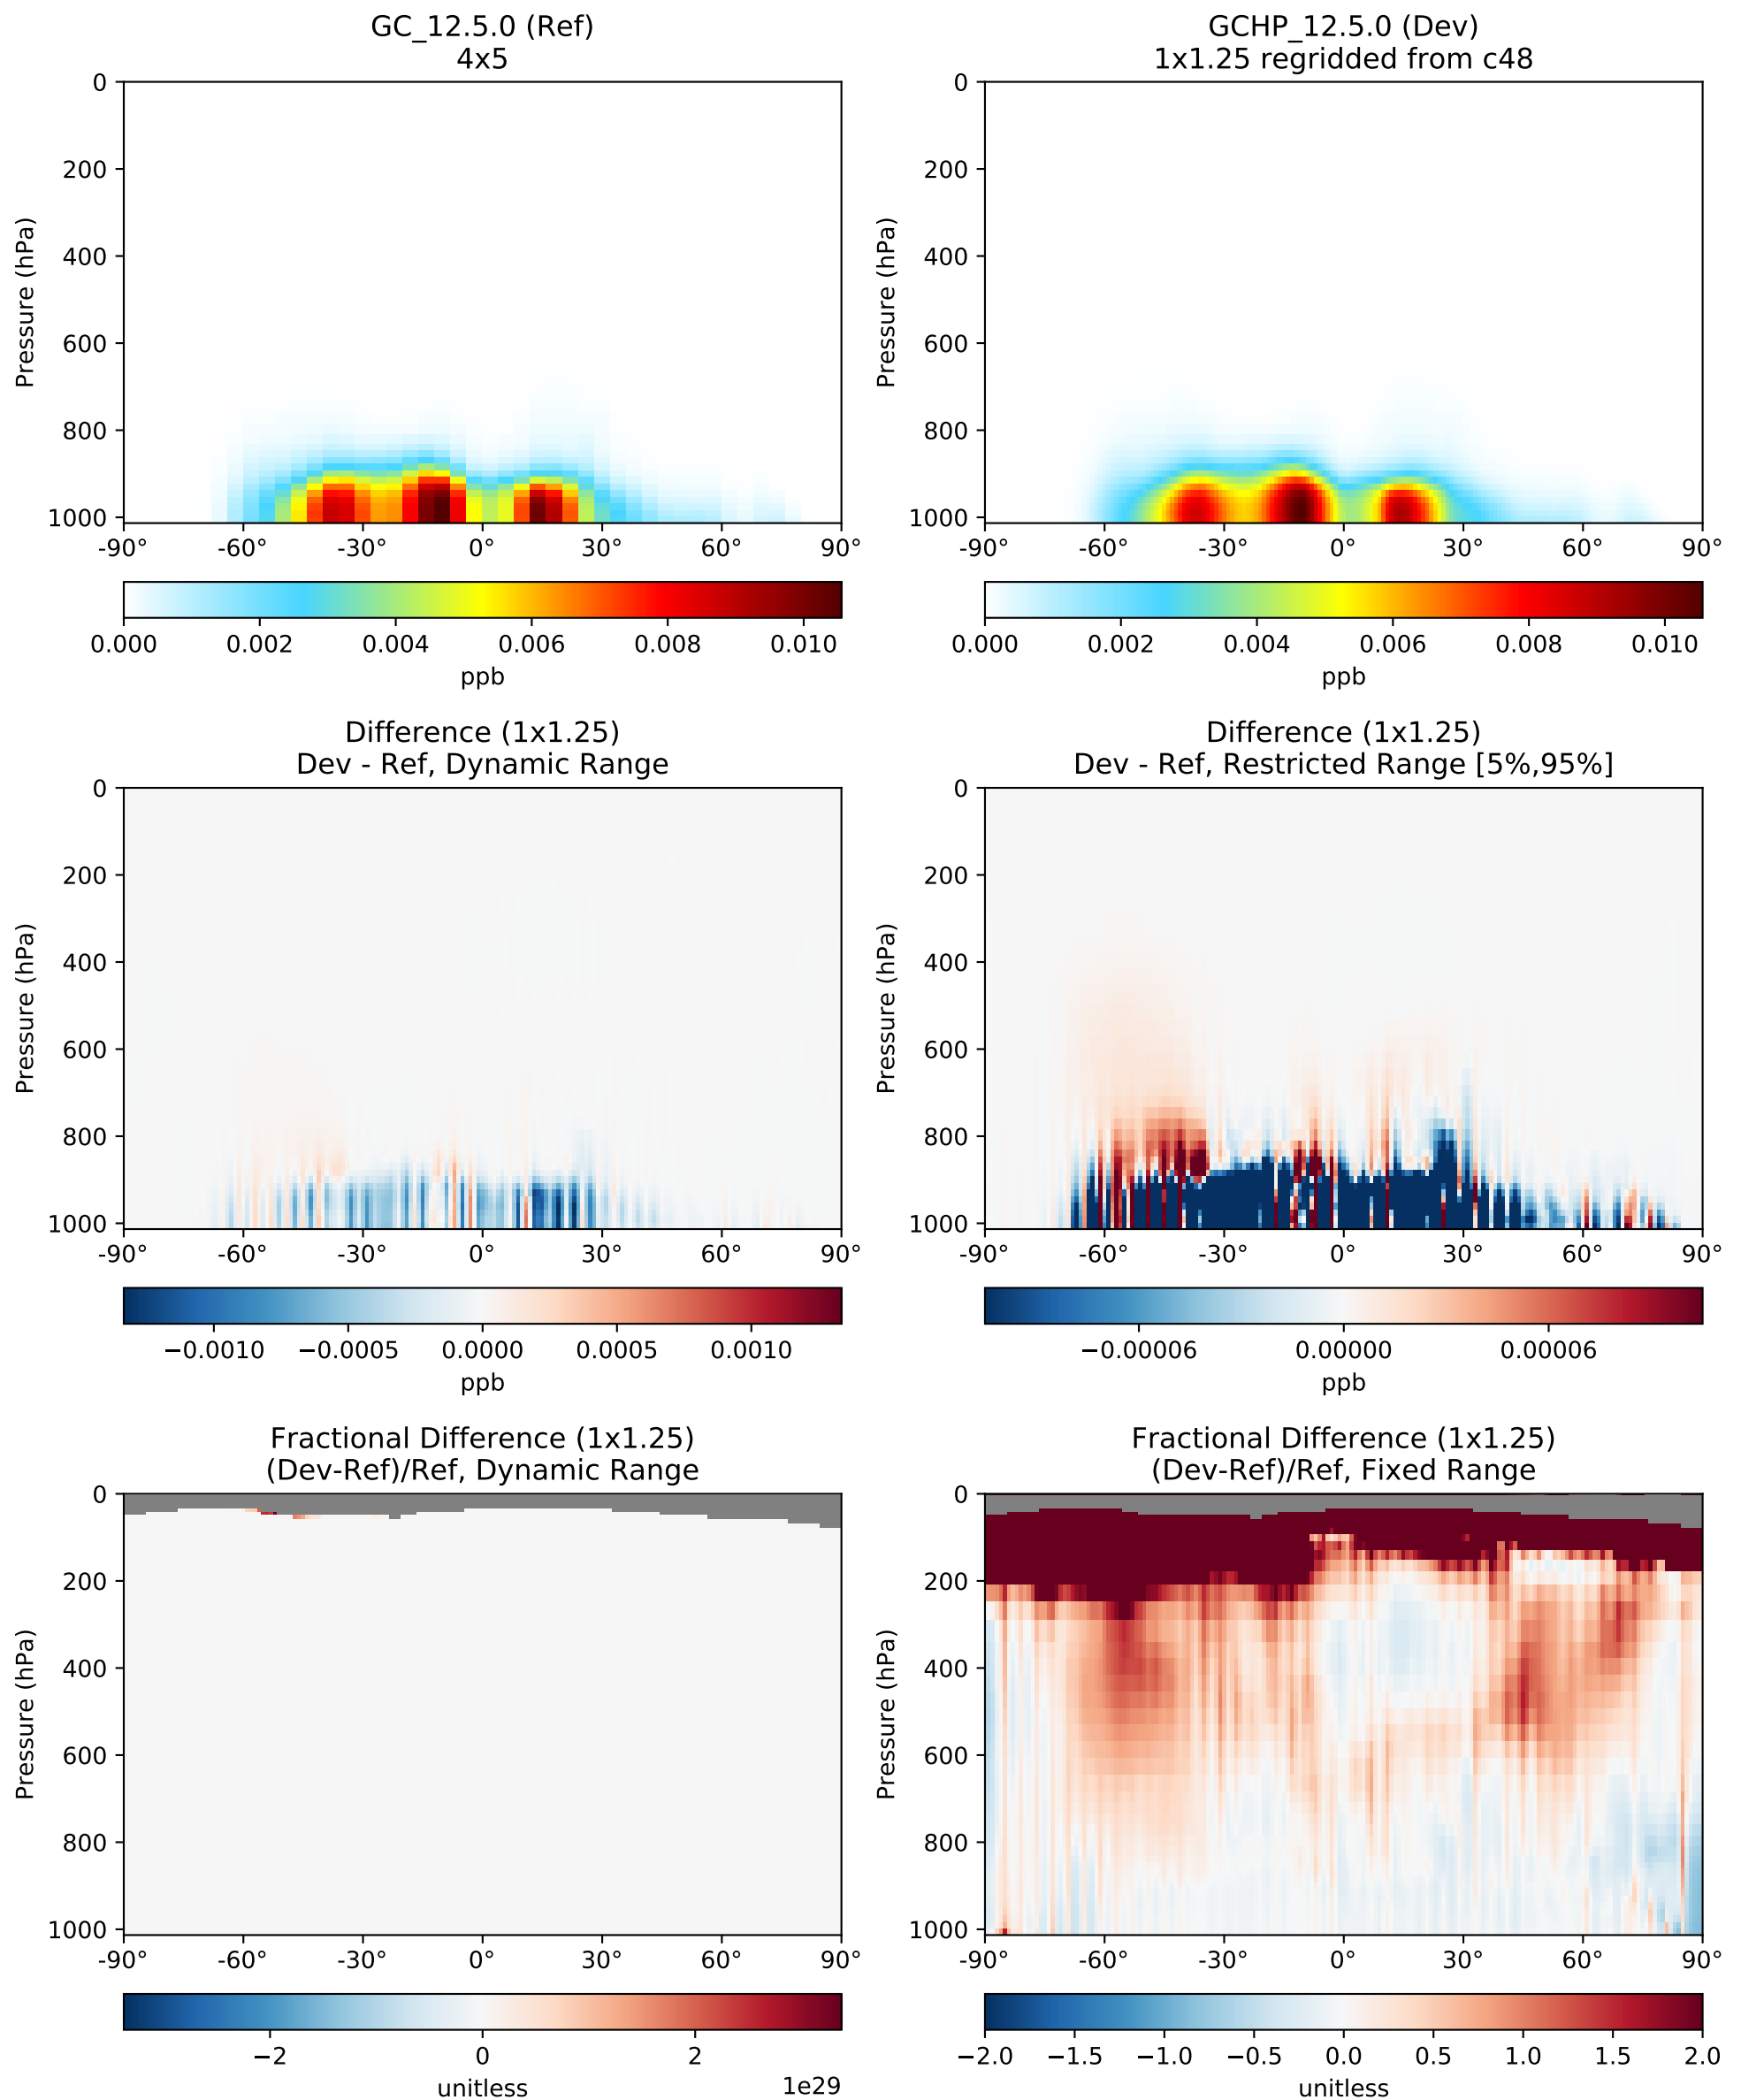 GC_12.5.0 (Ref)
4x5
0
200
400
600
800
1000
Pressure (hPa)
-90° -60° -30° 0° 30° 60° 90°
0.000 0.002 0.004 0.006 0.008 0.010
ppb
GCHP_12.5.0 (Dev)
1x1.25 regridded from c48
0
200
400
600
800
1000
Pressure (hPa)
-90° -60° -30° 0° 30° 60° 90°
0.000 0.002 0.004 0.006 0.008 0.010
ppb
Difference (1x1.25)
Dev - Ref, Dynamic Range
0
200
400
600
800
1000
Pressure (hPa)
-90° -60° -30° 0° 30° 60° 90°
−0.0010 −0.0005 0.0000 0.0005 0.0010
ppb
Difference (1x1.25)
Dev - Ref, Restricted Range [5%,95%]
0
200
400
600
800
1000
Pressure (hPa)
-90° -60° -30° 0° 30° 60° 90°
−0.00006 0.00000 0.00006
ppb
Fractional Difference (1x1.25)
(Dev-Ref)/Ref, Dynamic Range
0
200
400
600
800
1000
Pressure (hPa)
-90° -60° -30° 0° 30° 60° 90°
−2 0 2
unitless 1e29
Fractional Difference (1x1.25)
(Dev-Ref)/Ref, Fixed Range
0
200
400
600
800
1000
Pressure (hPa)
-90° -60° -30° 0° 30° 60° 90°
−2.0 −1.5 −1.0 −0.5 0.0 0.5 1.0 1.5 2.0
unitless